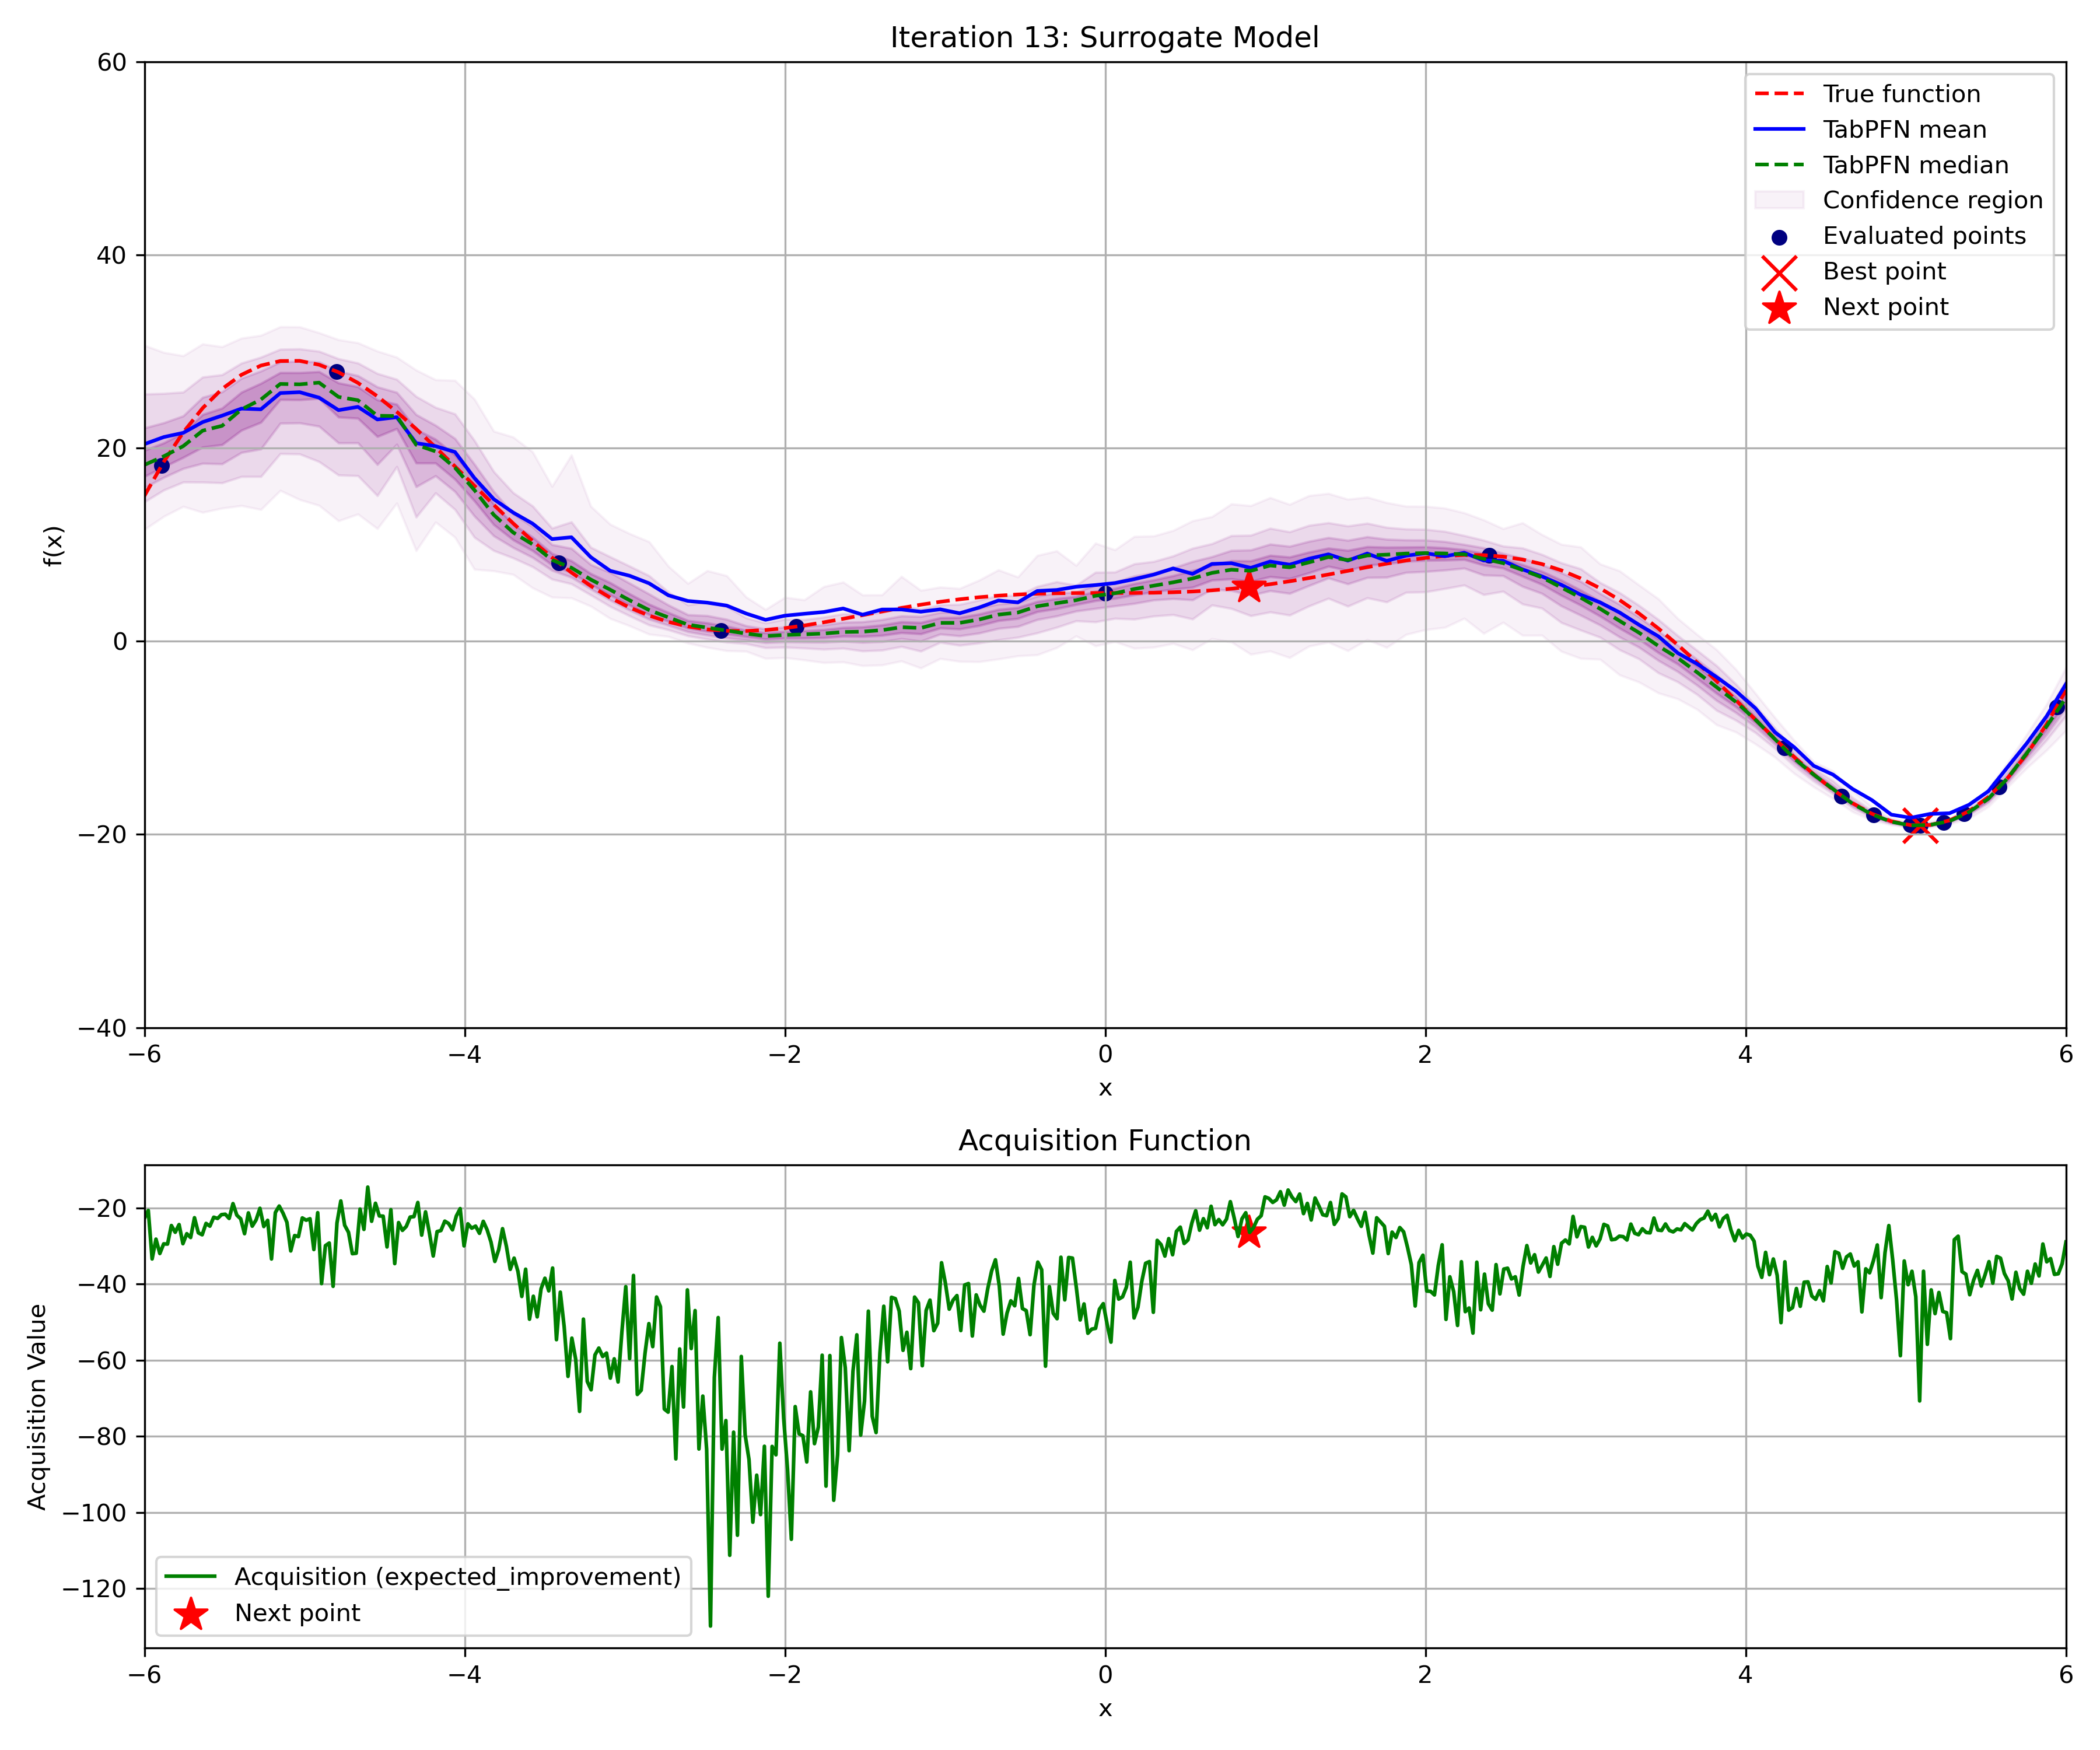 Iteration 13: Surrogate Model
60
40
20
0
−20
−40
f(x)
−6
−4
−2
0
2
4
6
x
True function
TabPFN mean
TabPFN median
Confidence region
Evaluated points
Best point
Next point
Acquisition Function
−20
−40
−60
−80
−100
−120
Acquisition Value
−6
−4
−2
0
2
4
6
x
Acquisition (expected_improvement)
Next point